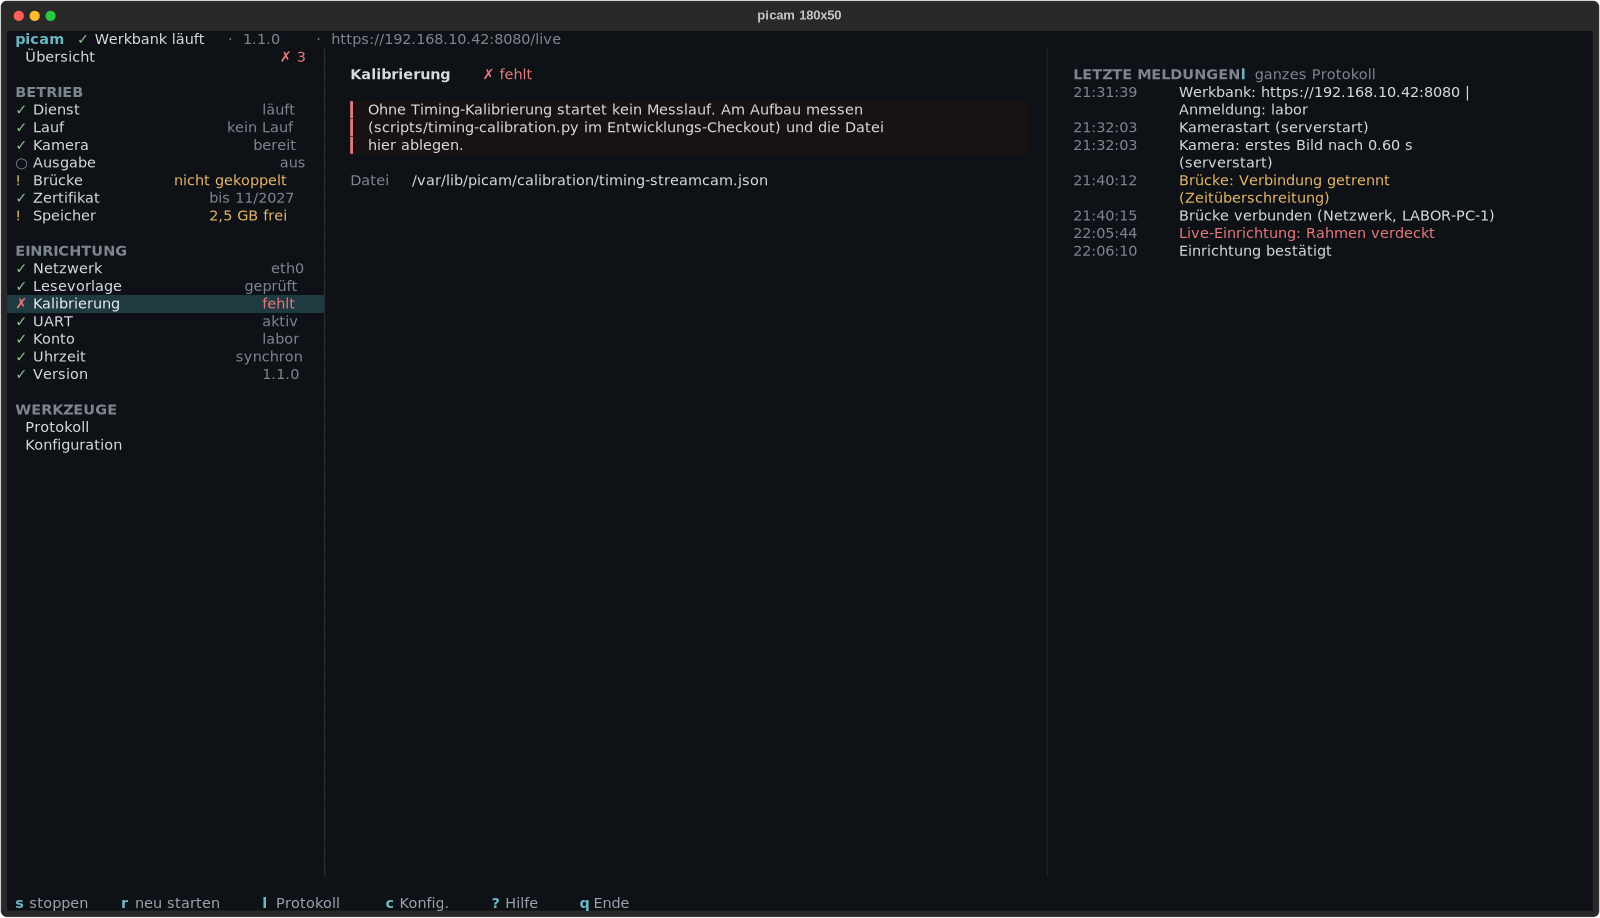 picam 180x50
picam ✓ Werkbank läuft · 1.1.0 · https://192.168.10.42:8080/live
Übersicht ✗ 3
BETRIEB
✓ Dienst läuft
✓ Lauf kein Lauf
✓ Kamera bereit
○ Ausgabe aus
! Brücke nicht gekoppelt
✓ Zertifikat bis 11/2027
! Speicher 2,5 GB frei
EINRICHTUNG
✓ Netzwerk eth0
✓ Lesevorlage geprüft
✗ Kalibrierung fehlt
✓ UART aktiv
✓ Konto labor
✓ Uhrzeit synchron
✓ Version 1.1.0
WERKZEUGE
Protokoll
Konfiguration
Kalibrierung ✗ fehlt
Ohne Timing-Kalibrierung startet kein Messlauf. Am Aufbau messen
(scripts/timing-calibration.py im Entwicklungs-Checkout) und die Datei
hier ablegen.
Datei /var/lib/picam/calibration/timing-streamcam.json
LETZTE MELDUNGEN l ganzes Protokoll
21:31:39 Werkbank: https://192.168.10.42:8080 |
Anmeldung: labor
21:32:03 Kamerastart (serverstart)
21:32:03 Kamera: erstes Bild nach 0.60 s
(serverstart)
21:40:12 Brücke: Verbindung getrennt
(Zeitüberschreitung)
21:40:15 Brücke verbunden (Netzwerk, LABOR-PC-1)
22:05:44 Live-Einrichtung: Rahmen verdeckt
22:06:10 Einrichtung bestätigt
s stoppen r neu starten l Protokoll c Konfig. ? Hilfe q Ende